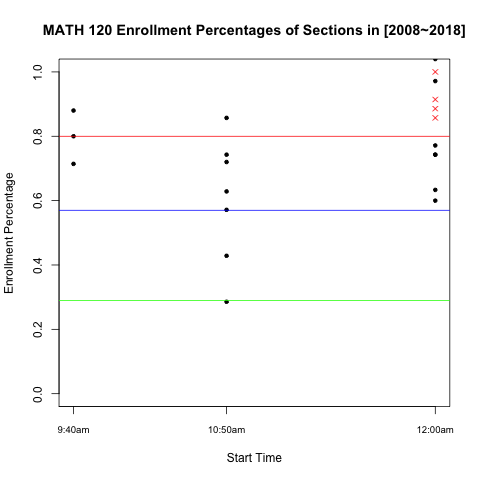 MATH 120 Enrollment Percentages of Sections in [2008~2018]
Enrollment Percentage
1.0
0.8
0.6
0.4
0.2
0.0
9:40am 10:50am 12:00am
Start Time